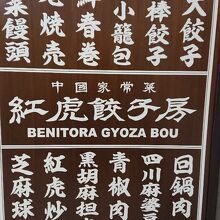 大餃子
棒餃子
小籠包
鮮春巻
焼売
菜饅頭
中國家常菜
紅虎餃子房
BENITORA GYOZA BOU
回鍋肉
四川麻婆
青椒肉
黒胡麻担
紅虎炒
芝麻球